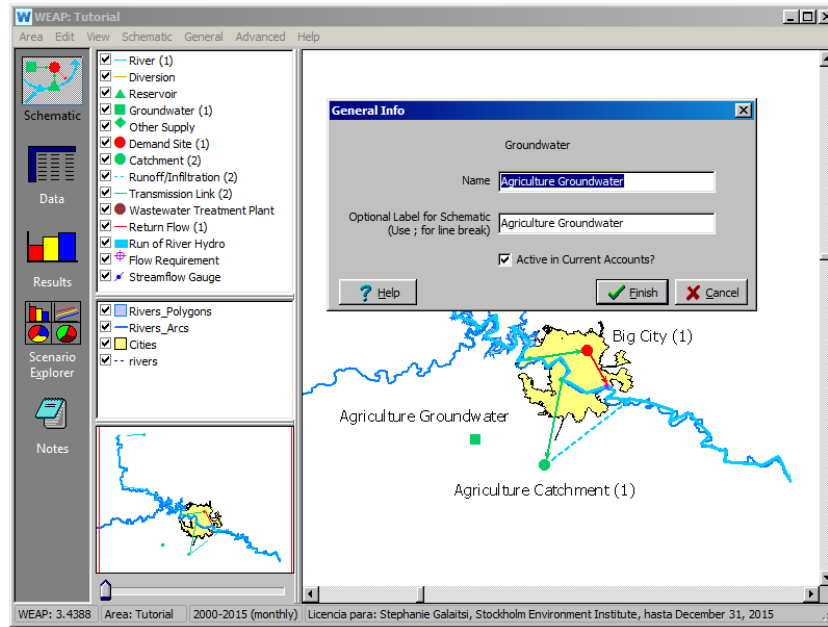 WEAP: Tutorial
Area Edit View Schematic General Advanced Help
Schematic
Data
Results
Scenario
Explorer
Notes
River (1)
Diversion
Reservoir
Groundwater (1)
Other Supply
Demand Site (1)
Catchment (2)
Runoff/Infiltration (2)
Transmission Link (2)
Wastewater Treatment Plant
Return Flow (1)
Run of River Hydro
Flow Requirement
Streamflow Gauge
Rivers_Polygons
Rivers_Arcs
Cities
rivers
General Info
Groundwater
Name Agriculture Groundwater
Optional Label for Schematic
(Use ; for line break) Agriculture Groundwater
Active in Current Accounts?
? Help Finish Cancel
Big City (1)
Agriculture Groundwater
Agriculture Catchment (1)
WEAP: 3.4388 Area: Tutorial 2000-2015 (monthly) Licencia para: Stephanie Galaitsi, Stockholm Environment Institute, hasta December 31, 2015